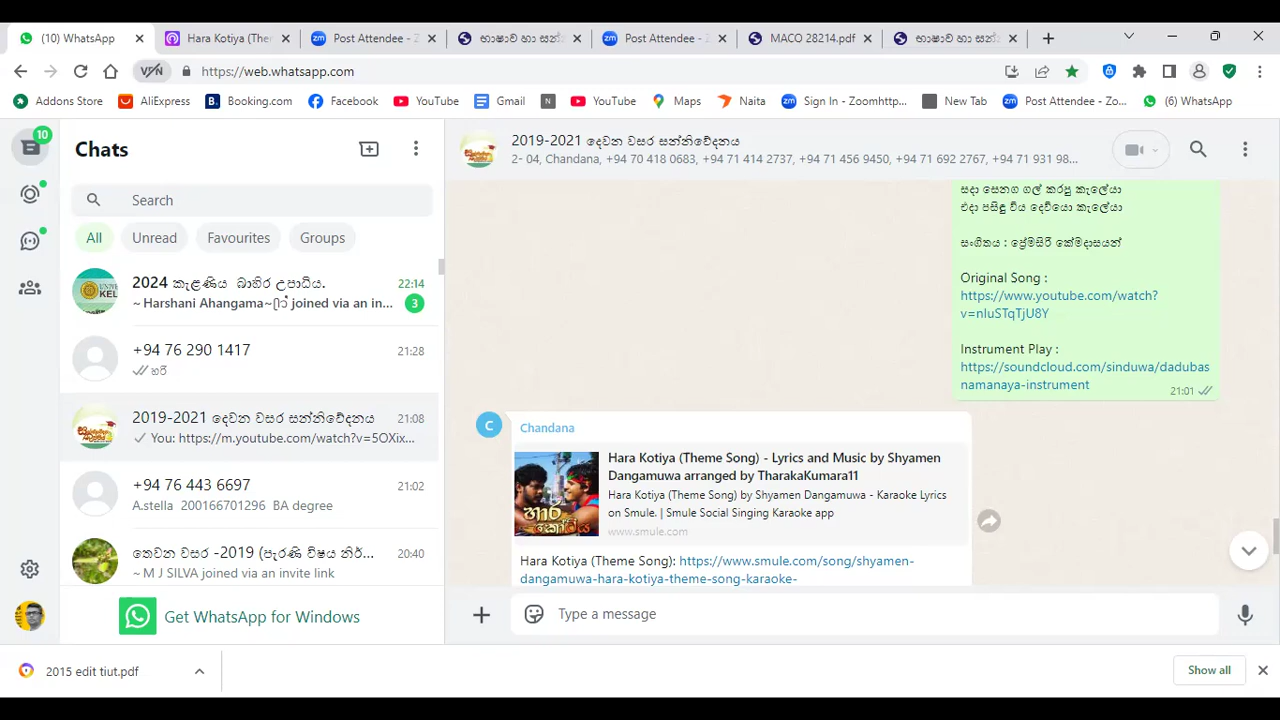 (10) WhatsApp
Hara Kotiya (The
Post Attendee - Z
භාෂාව හා සන්
Post Attendee - Z
MACO 28214.pdf
භාෂාව හා සන්
VPN
https://web.whatsapp.com
Addons Store
AliExpress
Booking.com
Facebook
YouTube
Gmail
YouTube
Maps
Naita
Sign In - Zoomhttp...
New Tab
Post Attendee - Zo...
(6) WhatsApp
10
Chats
Search
All
Unread
Favourites
Groups
2024 කැළණිය බාහිර උපාධිය.
22:14
~ Harshani Ahangama~ joined via an in...
3
+94 76 290 1417
21:28
හරි
2019-2021 දෙවන වසර සන්නිවේදනය
21:08
You: https://m.youtube.com/watch?v=5OXix...
+94 76 443 6697
21:02
A.stella 200166701296 BA degree
තෙවන වසර -2019 (පැරණි විෂය නිර්...
20:40
~ M J SILVA joined via an invite link
Get WhatsApp for Windows
2019-2021 දෙවන වසර සන්නිවේදනය
2- 04, Chandana, +94 70 418 0683, +94 71 414 2737, +94 71 456 9450, +94 71 692 2767, +94 71 931 98...
සදා සෙනග ගල් කරපු කැලේයා
එදා පසිඳු විය දෙවියො කැලේයා
සංගීතය : ප්‍රේමසිරි කේමදාසයන්
Original Song :
https://www.youtube.com/watch?
v=nIuSTqTjU8Y
Instrument Play :
https://soundcloud.com/sinduwa/dadubas
namanaya-instrument
21:01
C
Chandana
Hara Kotiya (Theme Song) - Lyrics and Music by Shyamen
Dangamuwa arranged by TharakaKumara11
Hara Kotiya (Theme Song) by Shyamen Dangamuwa - Karaoke Lyrics
on Smule. | Smule Social Singing Karaoke app
www.smule.com
හාර
කෝටිය
Hara Kotiya (Theme Song): https://www.smule.com/song/shyamen-
dangamuwa-hara-kotiya-theme-song-karaoke-
Type a message
2015 edit tiut.pdf
Show all